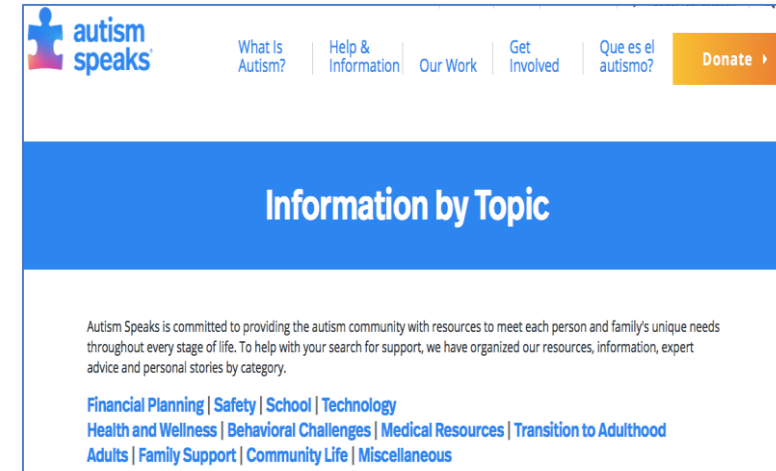 autism
speaks
What Is
Autism?
Help &
Information
Our Work
Get
Involved
Que es el
autismo?
Donate
Information by Topic
Autism Speaks is committed to providing the autism community with resources to meet each person and family's unique needs
throughout every stage of life. To help with your search for support, we have organized our resources, information, expert
advice and personal stories by category.
Financial Planning | Safety | School | Technology
Health and Wellness | Behavioral Challenges | Medical Resources | Transition to Adulthood
Adults | Family Support | Community Life | Miscellaneous